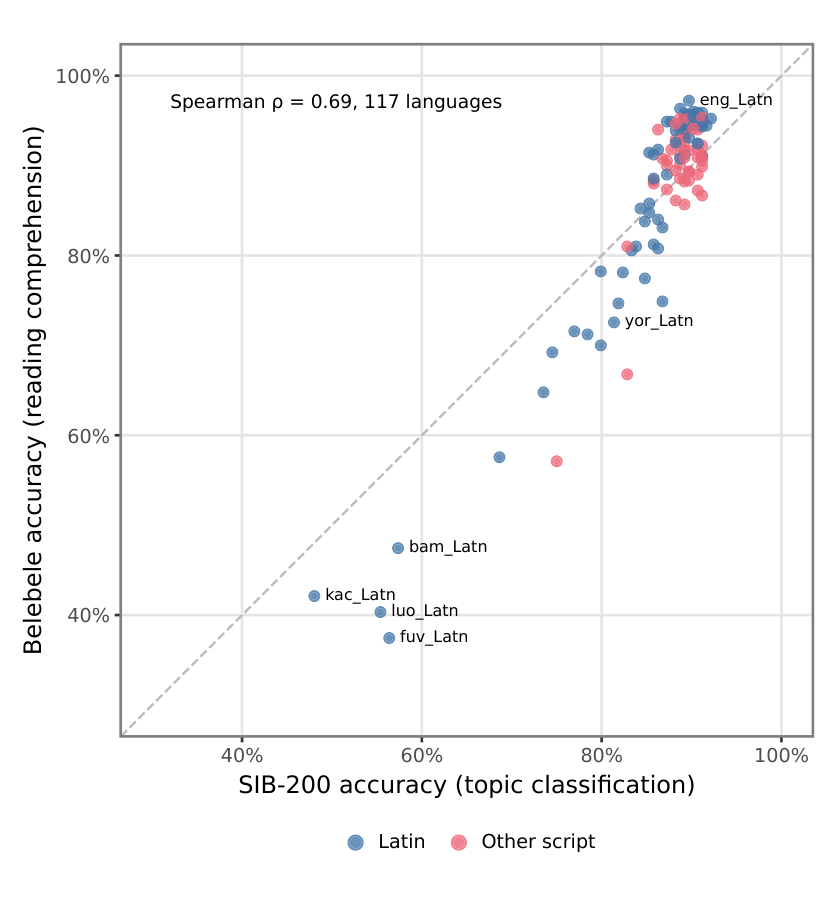 100%
80%
60%
40%
Belebele accuracy (reading comprehension)
Spearman ρ = 0.69, 117 languages
eng_Latn
yor_Latn
bam_Latn
kac_Latn
luo_Latn
fuv_Latn
40%
60%
80%
100%
SIB-200 accuracy (topic classification)
Latin
Other script